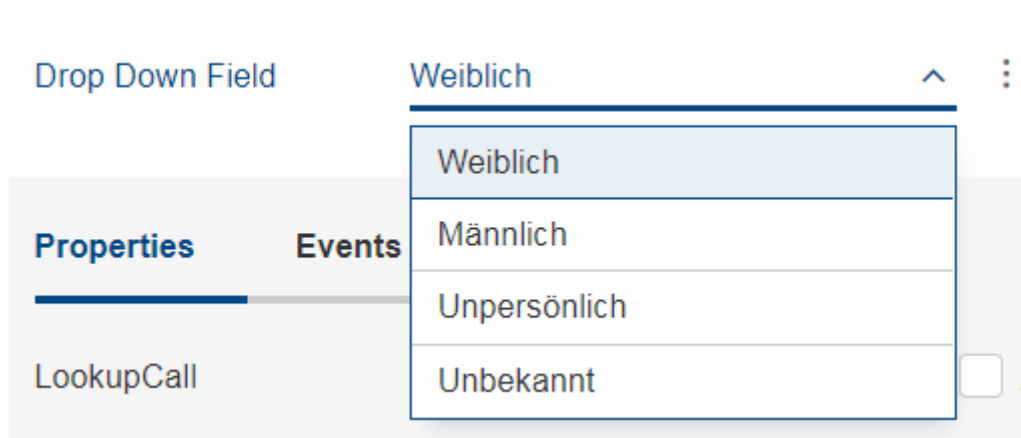 Drop Down Field Weiblich
Weiblich
Männlich
Properties Events
Unpersönlich
LookupCall
Unbekannt